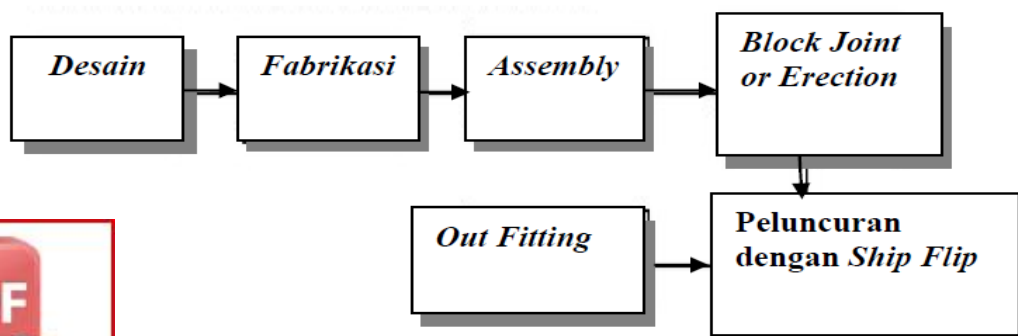 Desain
Fabrikasi
Assembly
Block Joint
or Erection
Out Fitting
Peluncuran
dengan Ship Flip
F